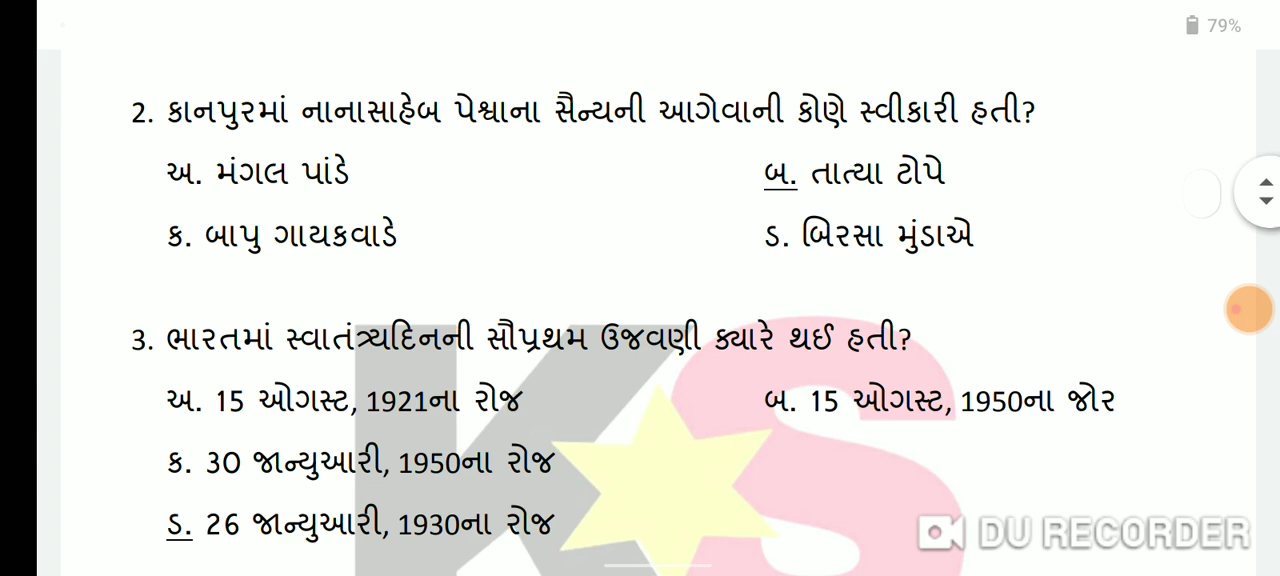 79%
2. કાનપુરમાં નાનાસાહેબ પેશ્વાના સૈન્યની આગેવાની કોણે સ્વીકારી હતી?
અ. મંગલ પાંડે બ. તાત્યા ટોપે
ક. બાપુ ગાયકવાડે ડ. બિરસા મુંડાએ
3. ભારતમાં સ્વાતંત્ર્યદિનની સૌપ્રથમ ઉજવણી ક્યારે થઈ હતી?
અ. 15 ઓગસ્ટ, 1921ના રોજ બ. 15 ઓગસ્ટ, 1950ના જોર
ક. 30 જાન્યુઆરી, 1950ના રોજ
ડ. 26 જાન્યુઆરી, 1930ના રોજ
KS
DU RECORDER